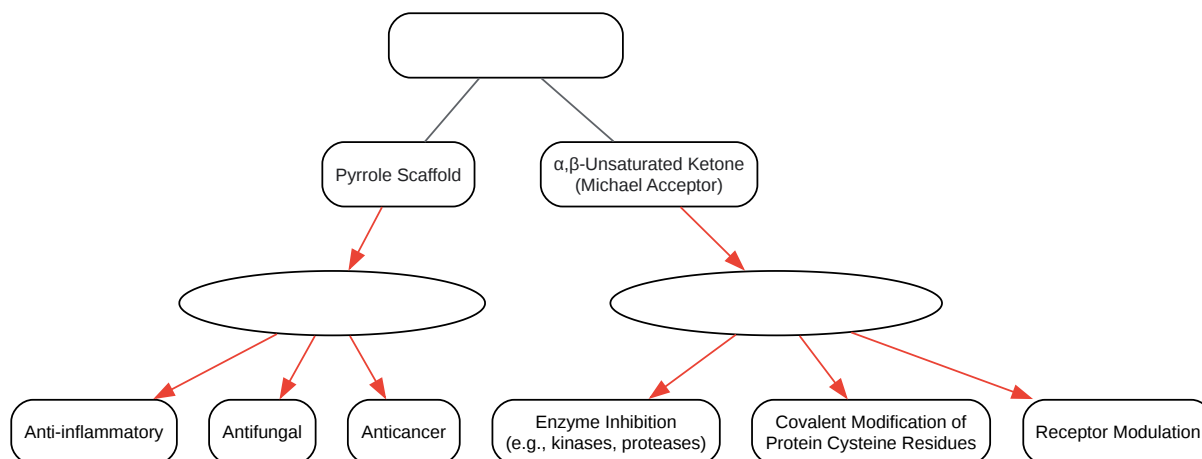 Pyrrole Scaffold
α,β-Unsaturated Ketone
(Michael Acceptor)
Anti-inflammatory
Antifungal
Anticancer
Enzyme Inhibition
(e.g., kinases, proteases)
Covalent Modification of
Protein Cysteine Residues
Receptor Modulation